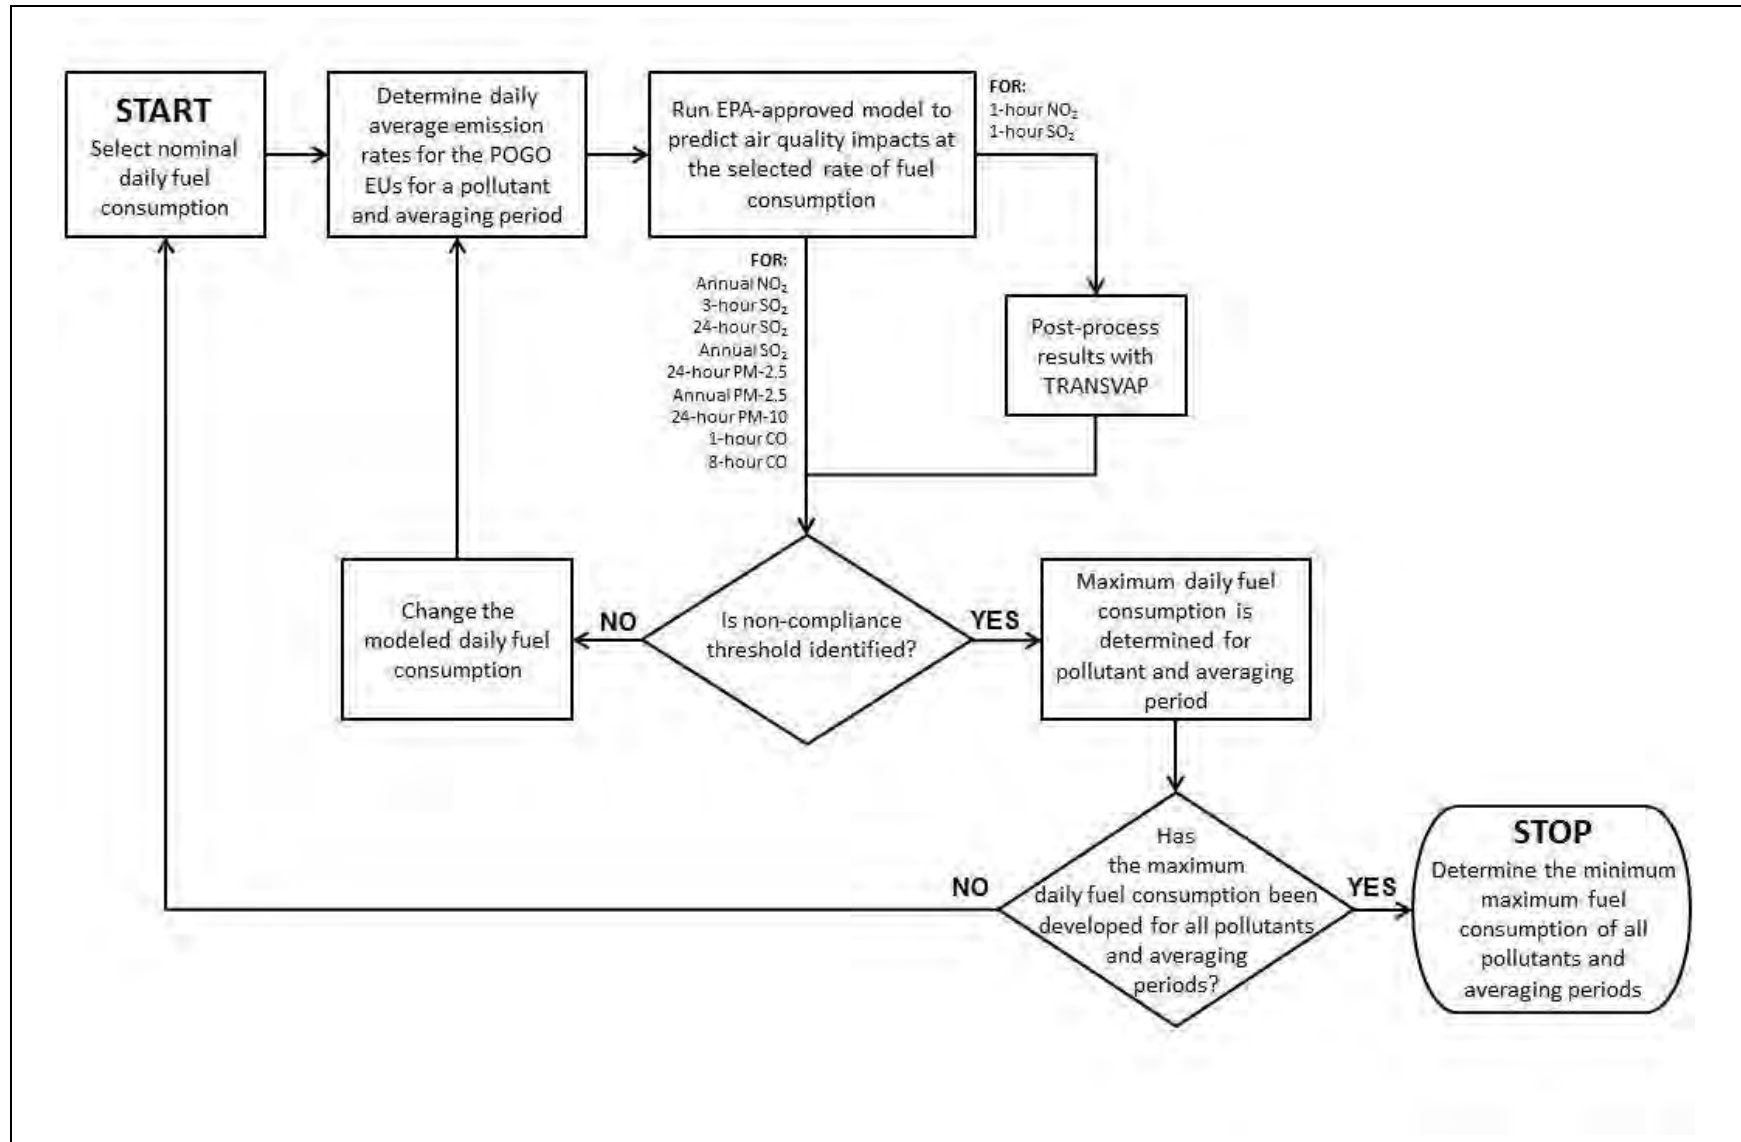 START
Select nominal
daily fuel
consumption
Determine daily
average emission
rates for the POGO
EUs for a pollutant
and averaging period
Run EPA-approved model to
predict air quality impacts at
the selected rate of fuel
consumption
FOR:
1-hour NO₂
1-hour SO₂
FOR:
Annual NO₂
3-hour SO₂
24-hour SO₂
Annual SO₂
24-hour PM-2.5
Annual PM-2.5
24-hour PM-10
1-hour CO
8-hour CO
Post-process
results with
TRANSVAP
Change the
modeled daily fuel
consumption
NO
Is non-compliance
threshold identified?
YES
Maximum daily fuel
consumption is
determined for
pollutant and averaging
period
NO
Has
the maximum
daily fuel consumption been
developed for all pollutants
and averaging
periods?
YES
STOP
Determine the minimum
maximum fuel
consumption of all
pollutants and
averaging periods